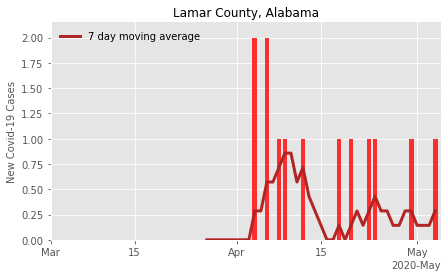 Lamar County, Alabama
7 day moving average
New Covid-19 Cases
2.00
1.75
1.50
1.25
1.00
0.75
0.50
0.25
0.00
Mar
15
Apr
15
May
2020-May